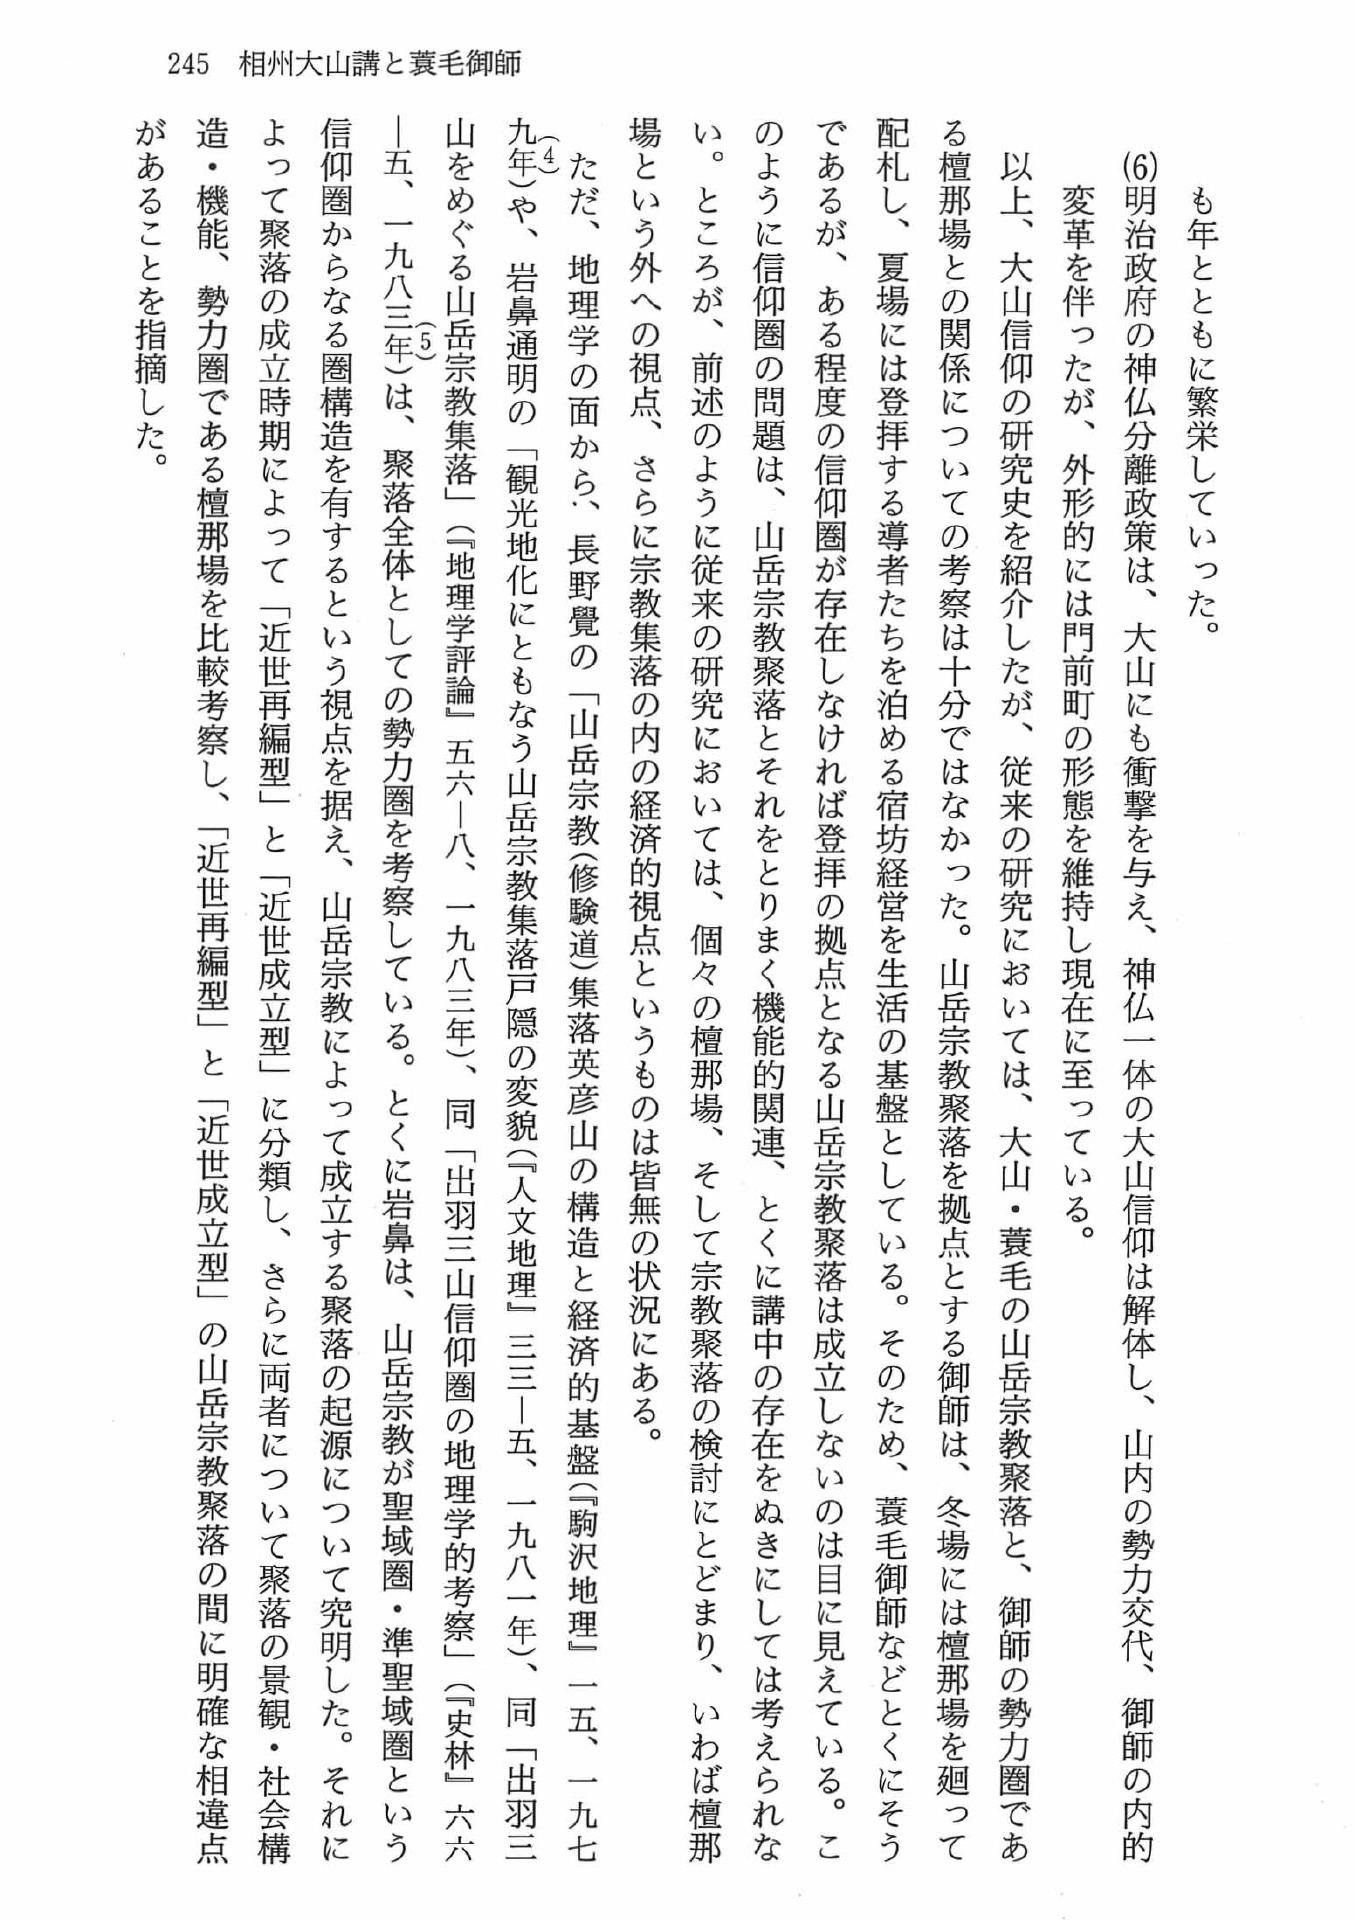 245　相州大山講と蓑毛御師
も年とともに繁栄していった。
(6)明治政府の神仏分離政策は、大山にも衝撃を与え、神仏一体の大山信仰は解体し、山内の勢力交代、御師の内的
変革を伴ったが、外形的には門前町の形態を維持し現在に至っている。
以上、大山信仰の研究史を紹介したが、従来の研究においては、大山・蓑毛の山岳宗教聚落と、御師の勢力圏であ
る檀那場との関係についての考察は十分ではなかった。山岳宗教聚落を拠点とする御師は、冬場には檀那場を廻って
配札し、夏場には登拝する導者たちを泊める宿坊経営を生活の基盤としている。そのため、蓑毛御師などとくにそう
であるが、ある程度の信仰圏が存在しなければ登拝の拠点となる山岳宗教聚落は成立しないのは目に見えている。こ
のように信仰圏の問題は、山岳宗教聚落とそれをとりまく機能的関連、とくに講中の存在をぬきにしては考えられな
い。ところが、前述のように従来の研究においては、個々の檀那場、そして宗教聚落の検討にとどまり、いわば檀那
場という外への視点、さらに宗教集落の内の経済的視点というものは皆無の状況にある。
ただ、地理学の面から、長野覺の「山岳宗教(修験道)集落英彦山の構造と経済的基盤(『駒沢地理』一五、一九七
九年)(4)や、岩鼻通明の「観光地化にともなう山岳宗教集落戸隠の変貌(『人文地理』三三―五、一九八一年)、同「出羽三
山をめぐる山岳宗教集落」(『地理学評論』五六―八、一九八三年)、同「出羽三山信仰圏の地理学的考察」(『史林』六六
―五、一九八三年)(5)は、聚落全体としての勢力圏を考察している。とくに岩鼻は、山岳宗教が聖域圏・準聖域圏という
信仰圏からなる圏構造を有するという視点を据え、山岳宗教によって成立する聚落の起源について究明した。それに
よって聚落の成立時期によって「近世再編型」と「近世成立型」に分類し、さらに両者について聚落の景観・社会構
造・機能、勢力圏である檀那場を比較考察し、「近世再編型」と「近世成立型」の山岳宗教聚落の間に明確な相違点
があることを指摘した。